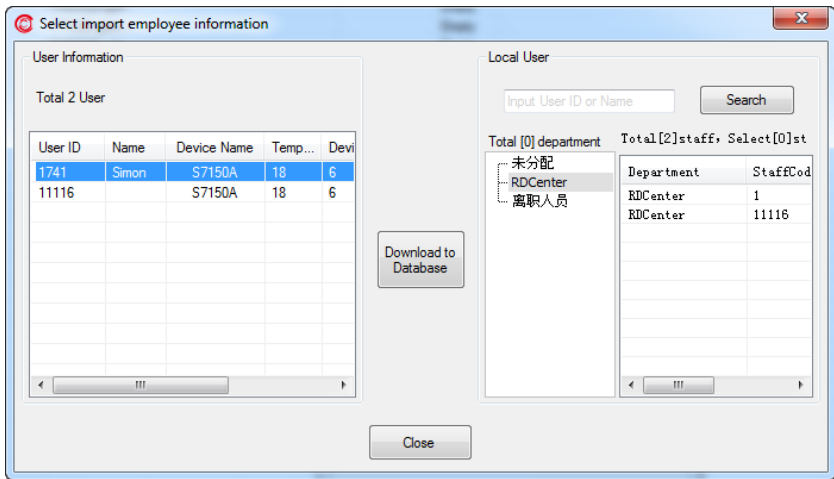 Select import employee information
User Information
Total 2 User
User ID Name Device Name Temp... Devi
1741 Simon S7150A 18 6
11116 S7150A 18 6
Download to
Database
Local User
Input User ID or Name Search
Total [0] department
未分配
RDCenter
离职人员
Total[2]staff, Select[0]st
Department StaffCod
RDCenter 1
RDCenter 11116
Close